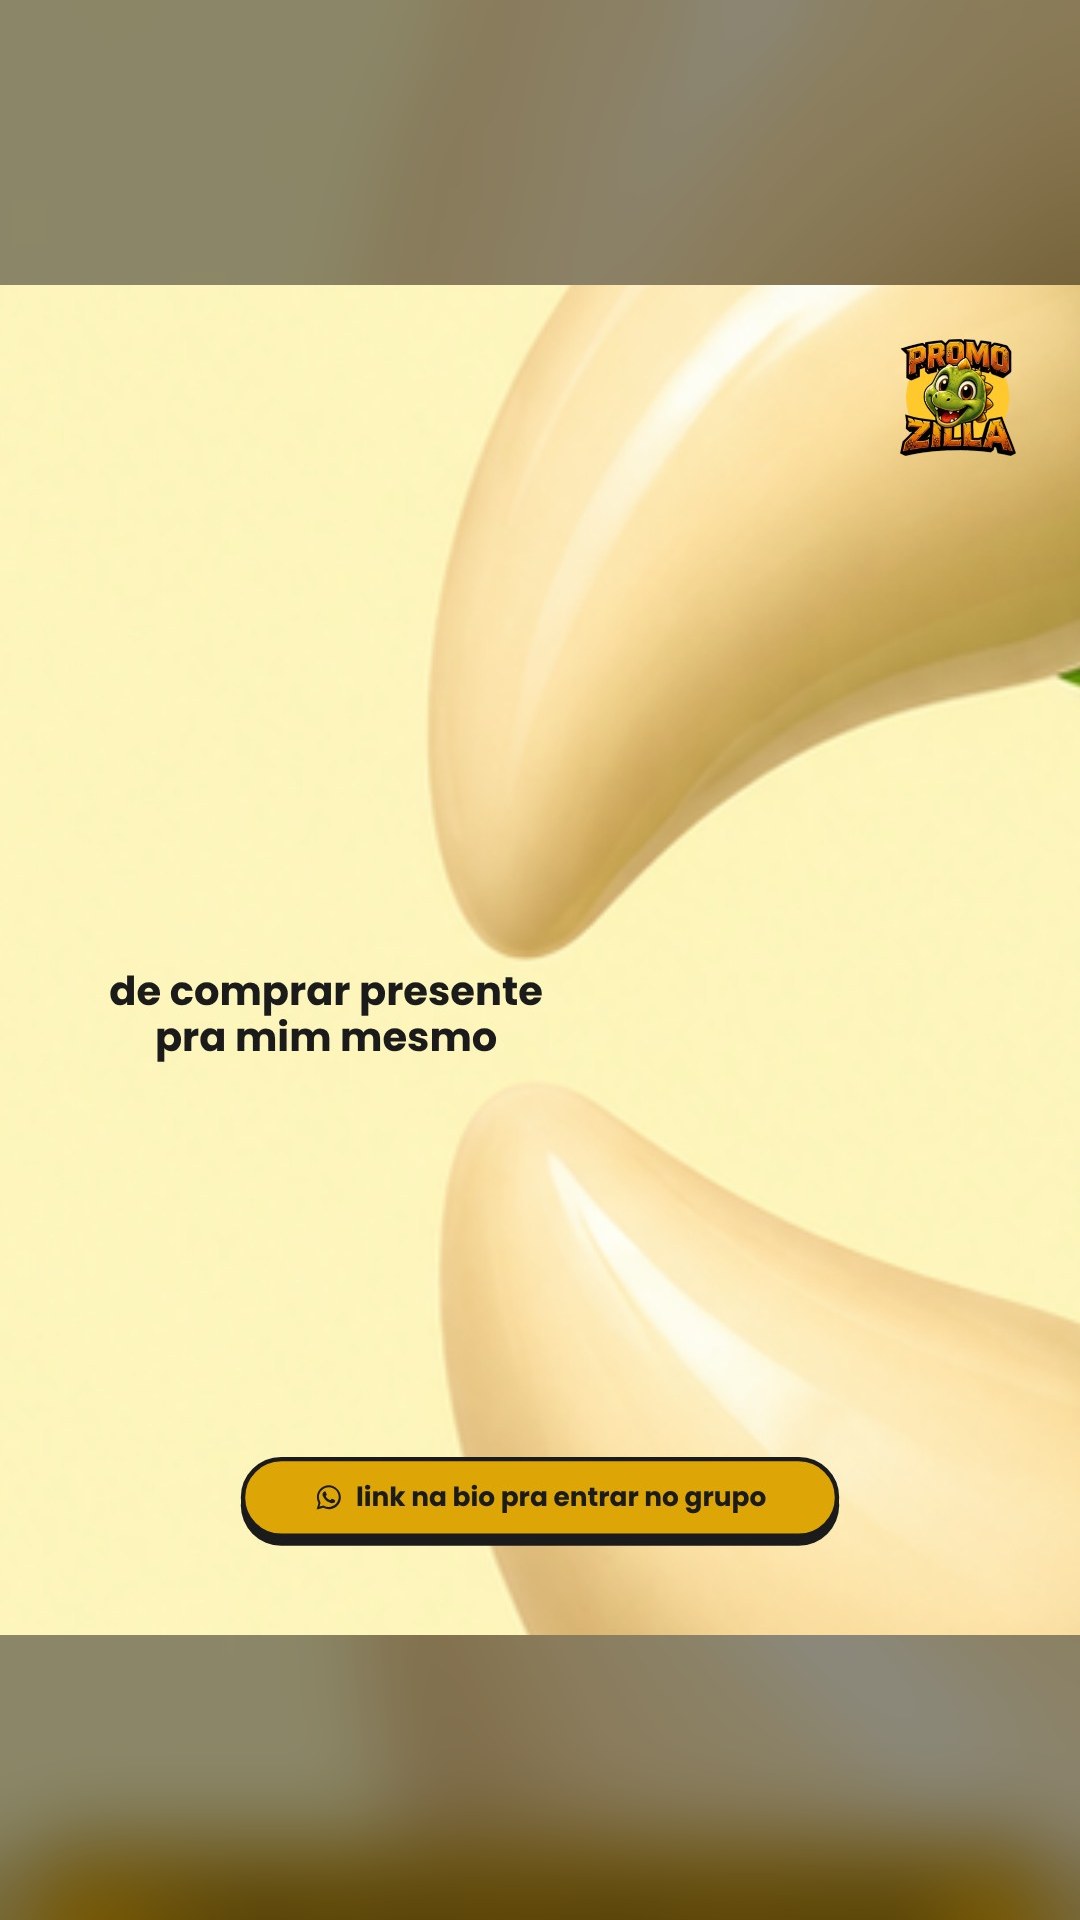 PROMO
ZILLA
de comprar presente
pra mim mesmo
link na bio pra entrar no grupo